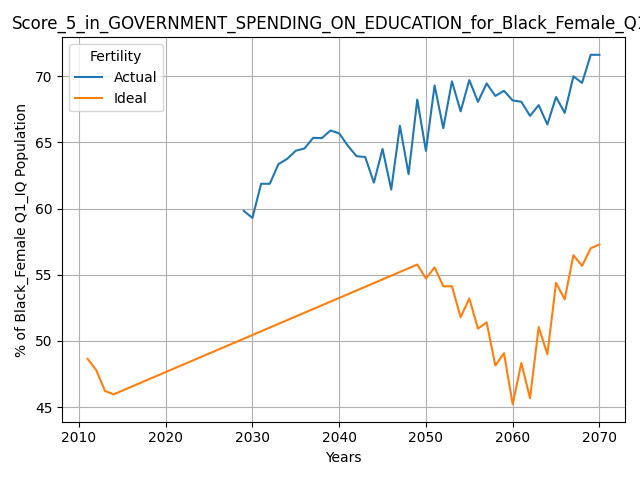 Score_5_in_GOVERNMENT_SPENDING_ON_EDUCATION_for_Black_Female_Q1
Fertility
Actual
Ideal
% of Black_Female Q1_IQ Population
70
65
60
55
50
45
2010 2020 2030 2040 2050 2060 2070
Years